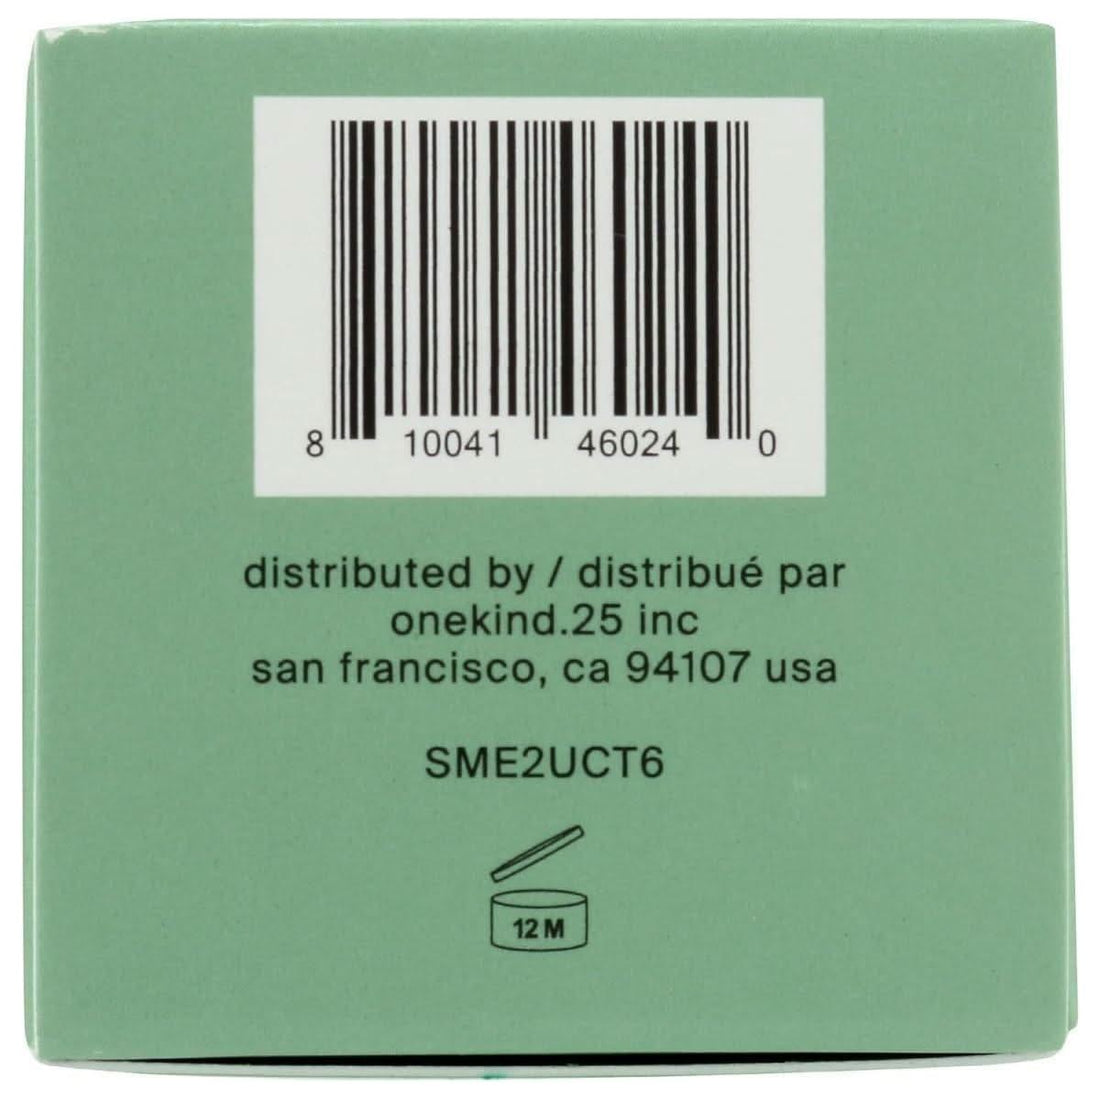 8 10041 46024 0
distributed by / distribué par
onekind.25 inc
san francisco, ca 94107 usa
SME2UCT6
12 M